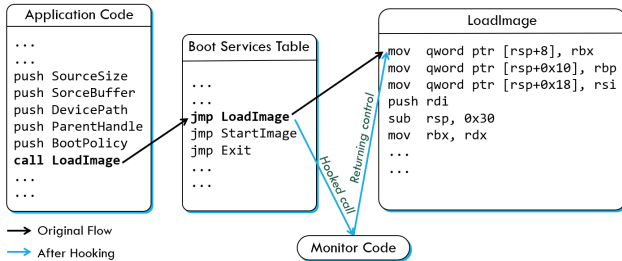 Application Code
...
...
push SourceSize
push SorceBuffer
push DevicePath
push ParentHandle
push BootPolicy
call LoadImage
...
...
Boot Services Table
...
...
jmp LoadImage
jmp StartImage
jmp Exit
...
...
LoadImage
mov qword ptr [rsp+8], rbx
mov qword ptr [rsp+0x10], rbp
mov qword ptr [rsp+0x18], rsi
push rdi
sub rsp, 0x30
mov rbx, rdx
...
...
Hooked call
Returning control
Monitor Code
Original Flow
After Hooking